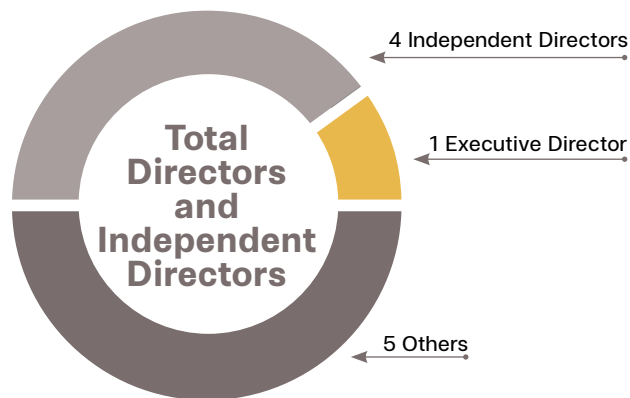 4 Independent Directors
1 Executive Director
Total
Directors
and
Independent
Directors
5 Others